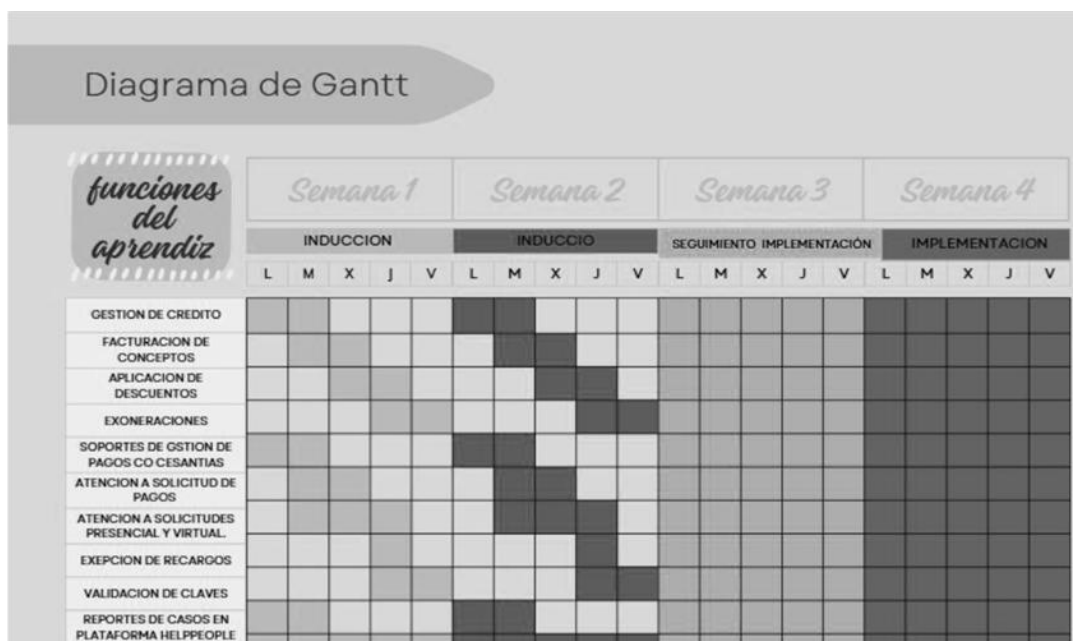 Diagrama de Gantt
funciones
del
aprendiz
Semana 1 Semana 2 Semana 3 Semana 4
INDUCCION INDUCCIO SEGUIMIENTO IMPLEMENTACIÓN IMPLEMENTACION
L M X J V L M X J V L M X J V L M X J V
GESTION DE CREDITO
FACTURACION DE
CONCEPTOS
APLICACION DE
DESCUENTOS
EXONERACIONES
SOPORTES DE GSTION DE
PAGOS CO CESANTIAS
ATENCION A SOLICITUD DE
PAGOS
ATENCION A SOLICITUDES
PRESENCIAL Y VIRTUAL.
EXEPCION DE RECARGOS
VALIDACION DE CLAVES
REPORTES DE CASOS EN
PLATAFORMA HELPPEOPLE